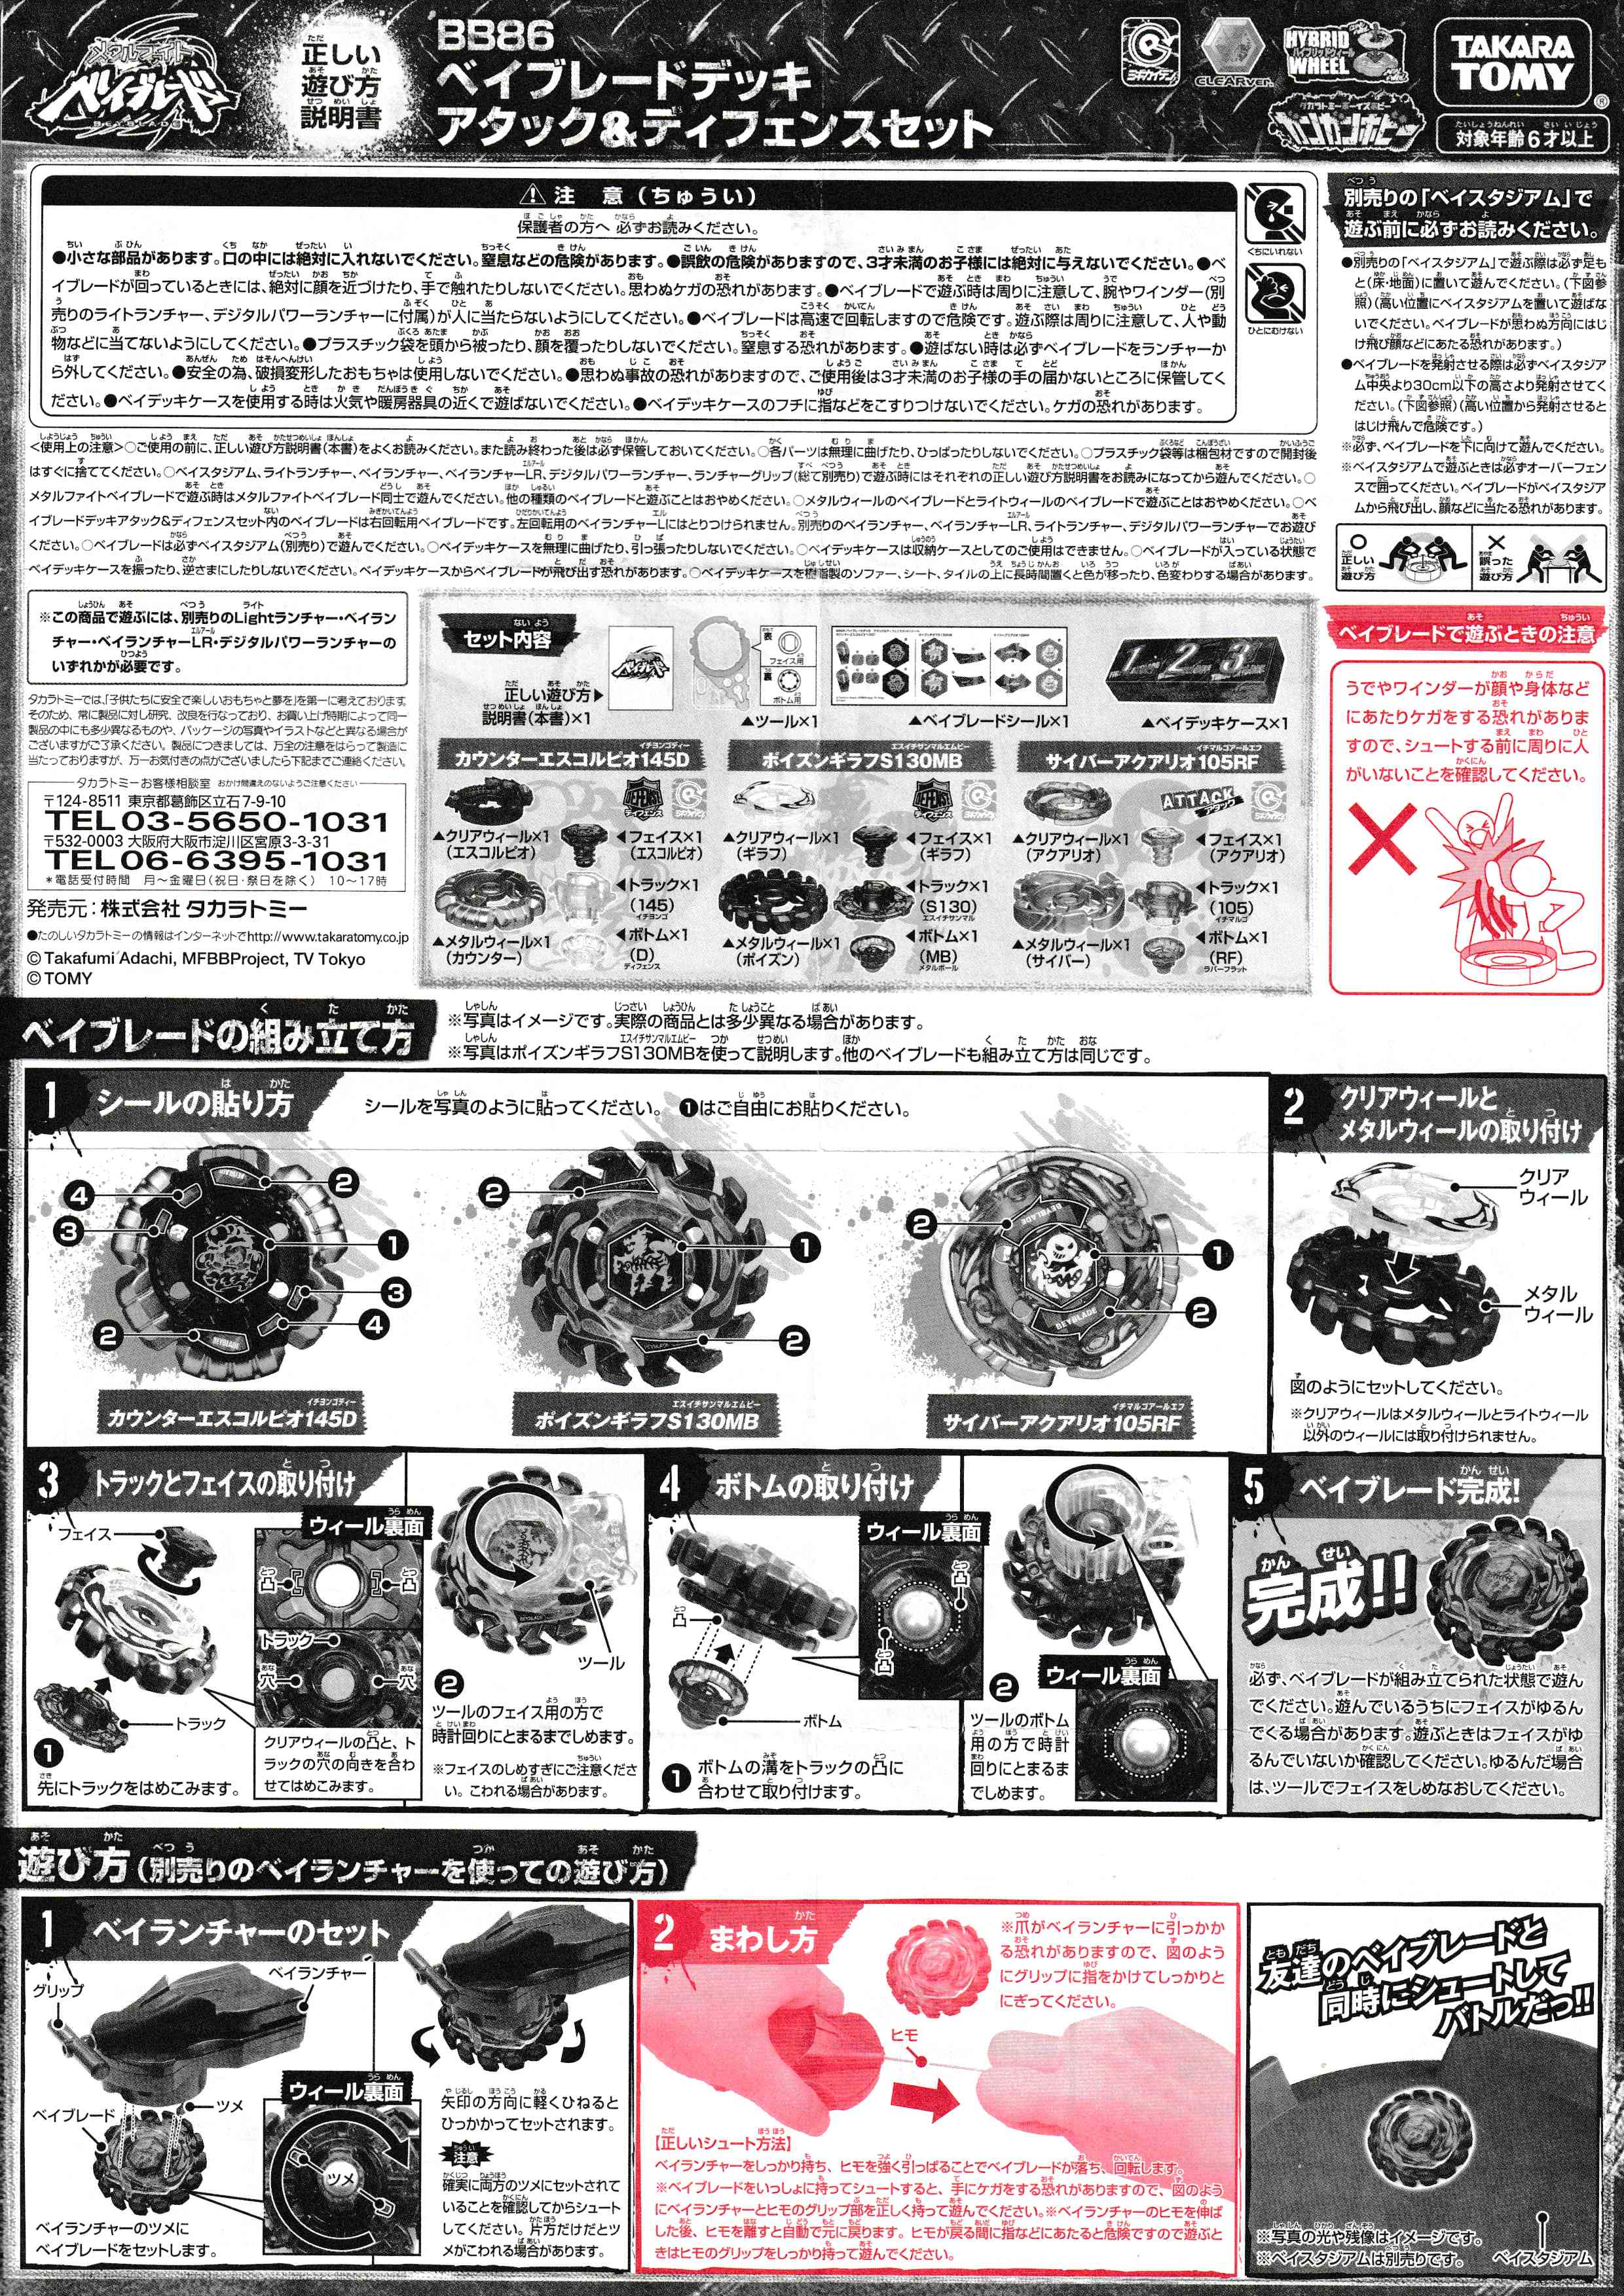 メタルファイト
ベイブレード
BEYBLADE
正しい
遊び方
説明書
BB86
ベイブレードデッキ
アタック&ディフェンスセット
CLEARVer.
HYBRID
WHEEL
タカラトミーボーイズホビー
ガンガンホビー
TAKARA
TOMY
対象年齢6才以上
注 意(ちゅうい)
保護者の方へ 必ずお読みください。
●小さな部品があります。口の中には絶対に入れないでください。窒息などの危険があります。●誤飲の危険がありますので、3才未満のお子様には絶対に与えないでください。●ベ
イブレードが回っているときには、絶対に顔を近づけたり、手で触れたりしないでください。思わぬケガの恐れがあります。●ベイブレードで遊ぶ時は周りに注意して、腕やワインダー(別
売りのライトランチャー、デジタルパワーランチャーに付属)が人に当たらないようにしてください。●ベイブレードは高速で回転しますので危険です。遊ぶ際は周りに注意して、人や動
物などに当てないようにしてください。●プラスチック袋を頭から被ったり、顔を覆ったりしないでください。窒息する恐れがあります。●遊ばない時は必ずベイブレードをランチャーか
ら外してください。●安全の為、破損変形したおもちゃは使用しないでください。●思わぬ事故の恐れがありますので、ご使用後は3才未満のお子様の手の届かないところに保管してく
ださい。●ベイデッキケースを使用する時は火気や暖房器具の近くで遊ばないでください。●ベイデッキケースのフチに指などをこすりつけないでください。ケガの恐れがあります。
くちにいれない
ひとにむけない
別売りの「ベイスタジアム」で
遊ぶ前に必ずお読みください。
●別売りの「ベイスタジアム」で遊ぶ際は必ず足も
と(床・地面)に置いて遊んでください。(下図参
照)(高い位置にベイスタジアムを置いて遊ばな
いでください。ベイブレードが思わぬ方向にはじ
け飛び顔などにあたる恐れがあります。)
●ベイブレードを発射させる際は必ずベイスタジア
ム中央より30cm以下の高さより発射させてく
ださい。(下図参照)(高い位置から発射させると
はじけ飛んで危険です。)
※必ず、ベイブレードを下に向けて遊んでください。
※ベイスタジアムで遊ぶときは必ずオーバーフェン
スで囲ってください。ベイブレードがベイスタジア
ムから飛び出し、顔などに当たる恐れがあります。
○
正しい
遊び方
×
誤った
遊び方
<使用上の注意>○ご使用の前に、正しい遊び方説明書(本書)をよくお読みください。また読み終わった後は必ず保管しておいてください。○各パーツは無理に曲げたり、ひっぱったりしないでください。○プラスチック袋等は梱包材ですので開封後
はすぐに捨ててください。○ベイスタジアム、ライトランチャー、ベイランチャー、ベイランチャーLR、デジタルパワーランチャー、ランチャーグリップ(総て別売り)で遊ぶ時にはそれぞれの正しい遊び方説明書をお読みになってから遊んでください。○
メタルファイトベイブレードで遊ぶ時はメタルファイトベイブレード同士で遊んでください。他の種類のベイブレードと遊ぶことはおやめください。○メタルウィールのベイブレードとライトウィールのベイブレードで遊ぶことはおやめください。○ベ
イブレードデッキアタック&ディフェンスセット内のベイブレードは右回転用ベイブレードです。左回転用のベイランチャーLにはとりつけられません。別売りのベイランチャー、ベイランチャーLR、ライトランチャー、デジタルパワーランチャーでお遊び
ください。○ベイブレードは必ずベイスタジアム(別売り)で遊んでください。○ベイデッキケースを無理に曲げたり、引っ張ったりしないでください。○ベイデッキケースは収納ケースとしてのご使用はできません。○ベイブレードが入っている状態で
ベイデッキケースを振ったり、逆さまにしたりしないでください。ベイデッキケースからベイブレードが飛び出す恐れがあります。○ベイデッキケースを樹脂製のソファー、シート、タイルの上に長時間置くと色が移ったり、色変わりする場合があります。
※この商品で遊ぶには、別売りのLightランチャー・ベイラン
チャー・ベイランチャーLR・デジタルパワーランチャーの
いずれかが必要です。
タカラトミーでは、「子供たちに安全で楽しいおもちゃと夢を」を第一に考えております。
そのため、常に製品に対し研究、改良を行なっており、お買い上げ時期によって同一
製品の中にも多少異なるものや、パッケージの写真やイラストなどと異なる場合が
ございますがご了承ください。製品につきましては、万全の注意をはらって製造に
当たっておりますが、万一お気付きの点がございましたら下記までご連絡ください。
タカラトミーお客様相談室 おかけ間違えのないようご注意ください
〒124-8511 東京都葛飾区立石7-9-10
TEL03-5650-1031
〒532-0003 大阪府大阪市淀川区宮原3-3-31
TEL06-6395-1031
*電話受付時間 月〜金曜日(祝日・祭日を除く) 10〜17時
発売元:株式会社 タカラトミー
●たのしいタカラトミーの情報はインターネットでhttp://www.takaratomy.co.jp
© Takafumi Adachi, MFBBProject, TV Tokyo
© TOMY
セット内容
正しい遊び方▶
説明書(本書)×1
表
フェイス用
裏
ボトム用
▲ツール×1
▲ベイブレードシール×1
1 2 3
▲ベイデッキケース×1
カウンターエスコルピオ145D
DEFENSE
ディフェンス
▲クリアウィール×1
(エスコルピオ)
◀フェイス×1
(エスコルピオ)
◀トラック×1
(145)
▲メタルウィール×1
(カウンター)
◀ボトム×1
(D)
ディフェンス
ポイズンギラフS130MB
DEFENSE
ディフェンス
▲クリアウィール×1
(ギラフ)
◀フェイス×1
(ギラフ)
◀トラック×1
(S130)
▲メタルウィール×1
(ポイズン)
◀ボトム×1
(MB)
メタルボール
サイバーアクアリオ105RF
ATTACK
アタック
▲クリアウィール×1
(アクアリオ)
◀フェイス×1
(アクアリオ)
◀トラック×1
(105)
▲メタルウィール×1
(サイバー)
◀ボトム×1
(RF)
ラバーフラット
ベイブレードで遊ぶときの注意
うでやワインダーが顔や身体など
にあたりケガをする恐れがありま
すので、シュートする前に周りに人
がいないことを確認してください。
ベイブレードの組み立て方
※写真はイメージです。実際の商品とは多少異なる場合があります。
※写真はポイズンギラフS130MBを使って説明します。他のベイブレードも組み立て方は同じです。
1 シールの貼り方
シールを写真のように貼ってください。 ❶はご自由にお貼りください。
❹
❸
❷
❷
❶
❸
❹
カウンターエスコルピオ145D
❷
❶
❷
ポイズンギラフS130MB
❷
BEYBLADE
❶
❷
BEYBLADE
サイバーアクアリオ105RF
2 クリアウィールと
メタルウィールの取り付け
クリア
ウィール
メタル
ウィール
図のようにセットしてください。
※クリアウィールはメタルウィールとライトウィール
以外のウィールには取り付けられません。
3 トラックとフェイスの取り付け
フェイス
トラック
❶
先にトラックをはめこみます。
ウィール裏面
凸
凸
トラック
穴
穴
クリアウィールの凸と、ト
ラックの穴の向きを合わ
せてはめこみます。
ツール
❷
ツールのフェイス用の方で
時計回りにとまるまでしめます。
※フェイスのしめすぎにご注意くださ
い。こわれる場合があります。
4 ボトムの取り付け
ウィール裏面
凸
凸
凸
ボトム
❶ ボトムの溝をトラックの凸に
合わせて取り付けます。
ウィール裏面
❷
ツールのボトム
用の方で時計
回りにとまるま
でしめます。
5 ベイブレード完成!
完成!!
必ず、ベイブレードが組み立てられた状態で遊ん
でください。遊んでいるうちにフェイスがゆるん
でくる場合があります。遊ぶときはフェイスがゆ
るんでいないか確認してください。ゆるんだ場合
は、ツールでフェイスをしめなおしてください。
遊び方(別売りのベイランチャーを使っての遊び方)
1 ベイランチャーのセット
グリップ
ベイランチャー
ベイブレード
ツメ
ウィール裏面
ツメ
ベイランチャーのツメに
ベイブレードをセットします。
矢印の方向に軽くひねると
ひっかかってセットされます。
注意
確実に両方のツメにセットされて
いることを確認してからシュート
してください。片方だけだとツ
メがこわれる場合があります。
2 まわし方
※爪がベイランチャーに引っかか
る恐れがありますので、図のよう
にグリップに指をかけてしっかりと
にぎってください。
ヒモ
【正しいシュート方法】
ベイランチャーをしっかり持ち、ヒモを強く引っぱることでベイブレードが落ち、回転します。
※ベイブレードをいっしょに持ってシュートすると、手にケガをする恐れがありますので、図のよう
にベイランチャーとヒモのグリップ部を正しく持って遊んでください。※ベイランチャーのヒモを伸ば
した後、ヒモを離すと自動で元に戻ります。ヒモが戻る間に指などにあたると危険ですので遊ぶと
きはヒモのグリップをしっかり持って遊んでください。
友達のベイブレードと
同時にシュートして
バトルだっ!!
※写真の光や残像はイメージです。
※ベイスタジアムは別売りです。
ベイスタジアム